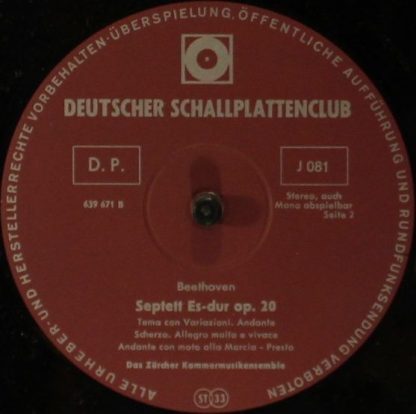 ALLE URHEBER- UND HERSTELLERRECHTE VORBEHALTEN-ÜBERSPIELUNG, ÖFFENTLICHE AUFFÜHRUNG UND RUNDFUNKSENDUNG VERBOTEN
DEUTSCHER SCHALLPLATTENCLUB
D. P.
J 081
639 671 B
Stereo, auch
Mono abspielbar
Seite 2
Beethoven
Septett Es-dur op. 20
Tema con Variazioni. Andante
Scherzo. Allegro molto e vivace
Andante con moto alla Marcia - Presto
Das Zürcher Kammermusikensemble
ST 33